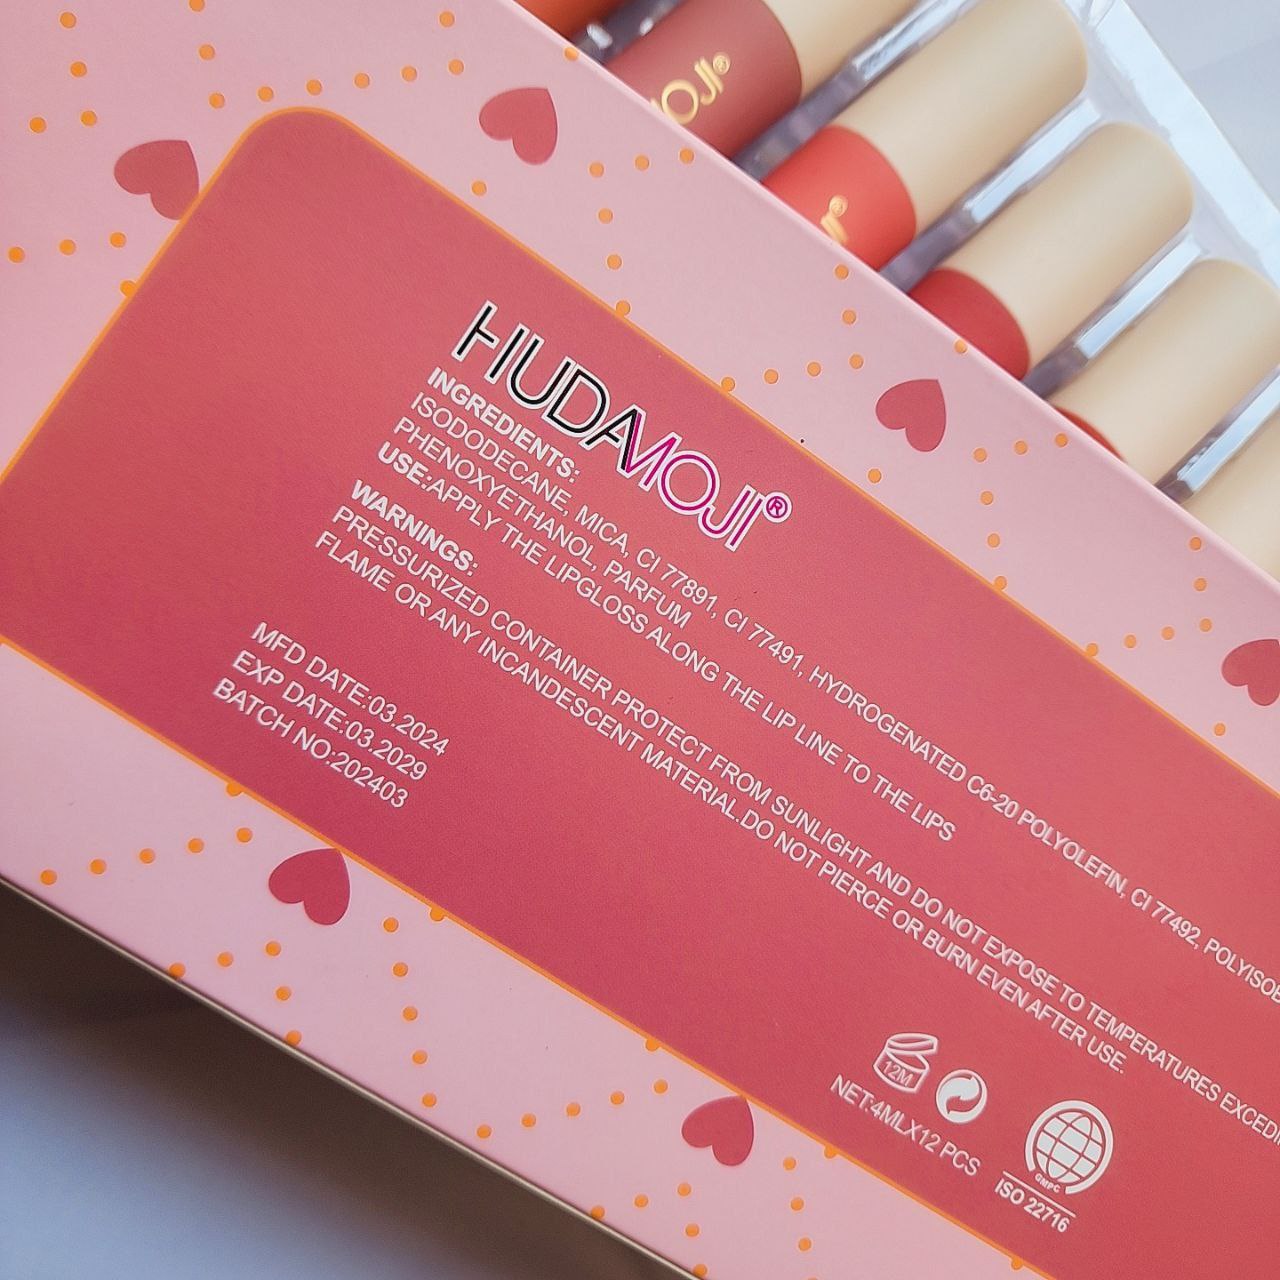 MOJI®
HUDAMOJI®
INGREDIENTS:
ISODODECANE, MICA, CI 77891, CI 77491, HYDROGENATED C6-20 POLYOLEFIN, CI 77492,
PHENOXYETHANOL, PARFUM
USE:APPLY THE LIPGLOSS ALONG THE LIP LINE TO THE LIPS
WARNINGS:
PRESSURIZED CONTAINER PROTECT FROM SUNLIGHT AND DO NOT EXPOSE TO TEMPERATURES
FLAME OR ANY INCANDESCENT MATERIAL.DO NOT PIERCE OR BURN EVEN AFTER USE.
MFD DATE:03.2024
EXP DATE:03.2029
BATCH NO:202403
12M
NET:4MLX12 PCS
GMPC
ISO 22716